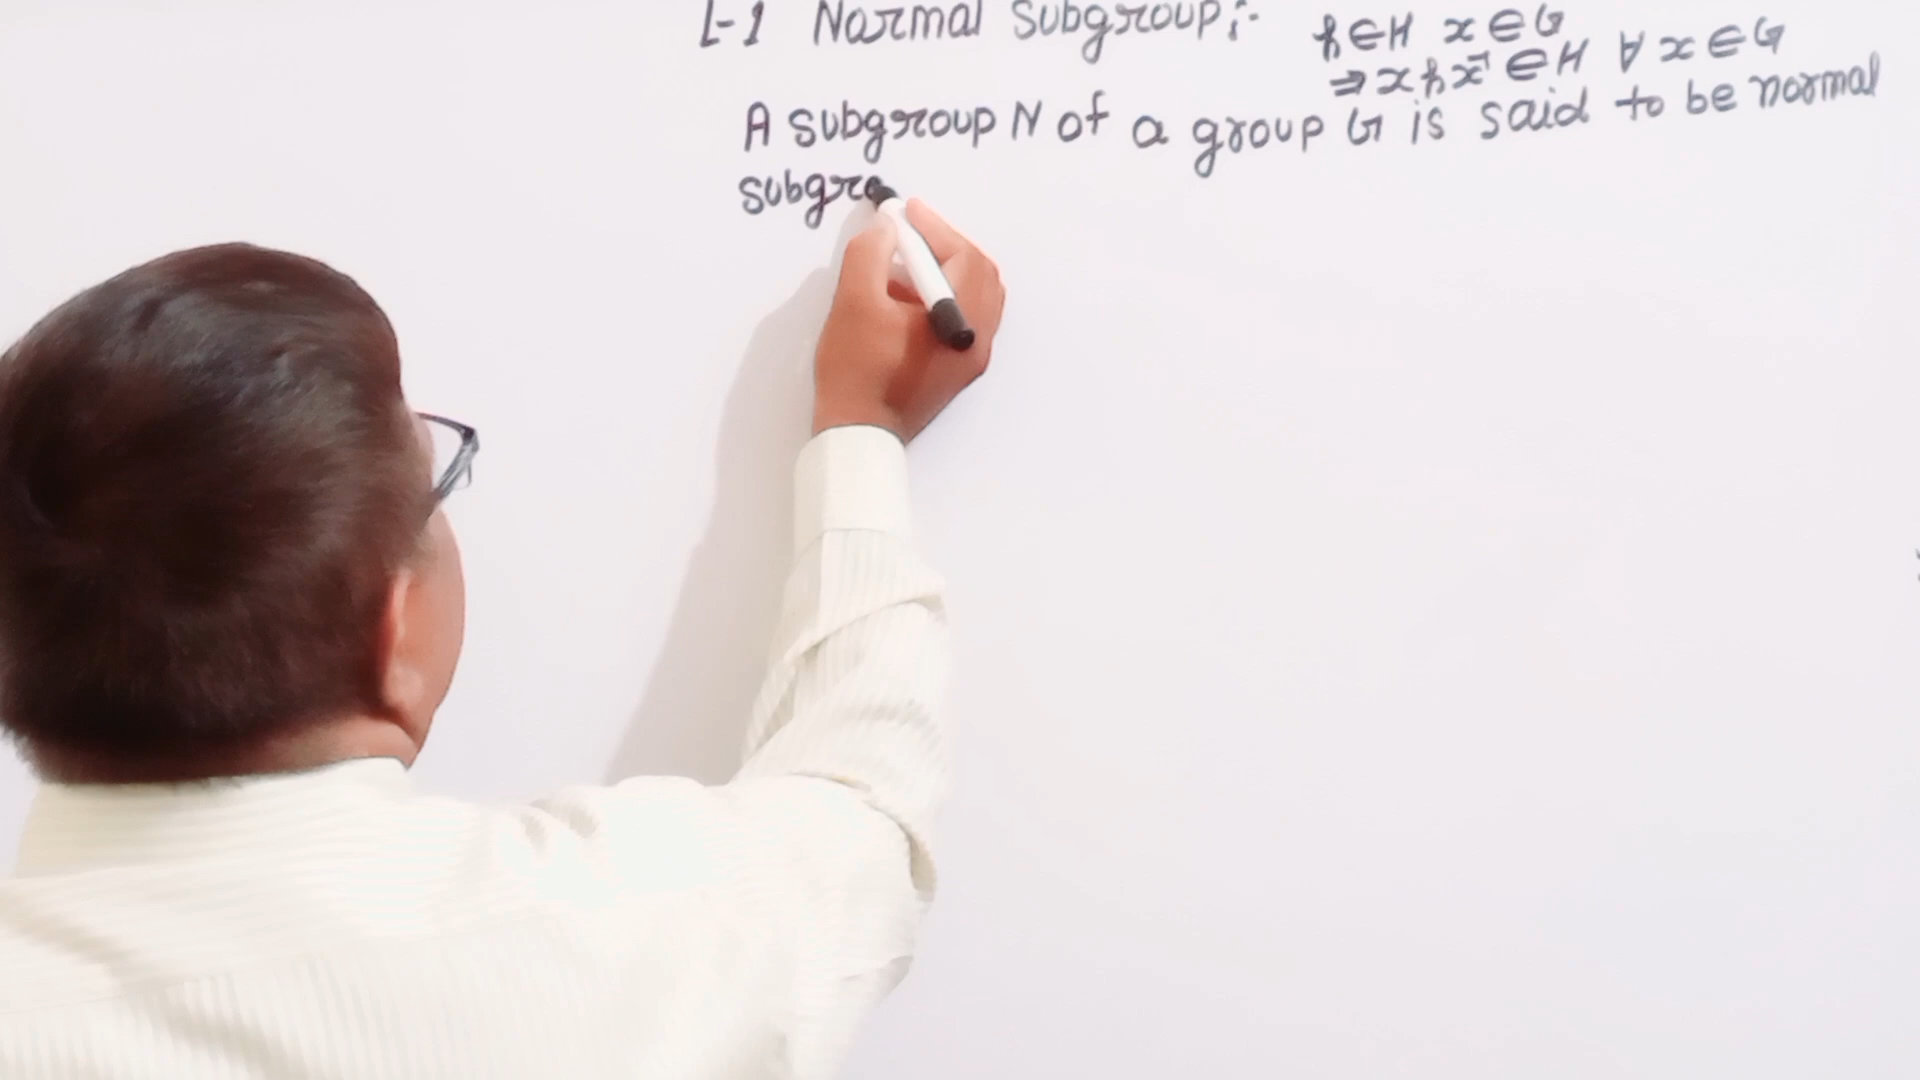 L-1 Normal Subgroup:-
h∈H x∈G
⇒xhx⁻¹∈H ∀ x∈G
A subgroup N of a group G is said to be normal
subgro